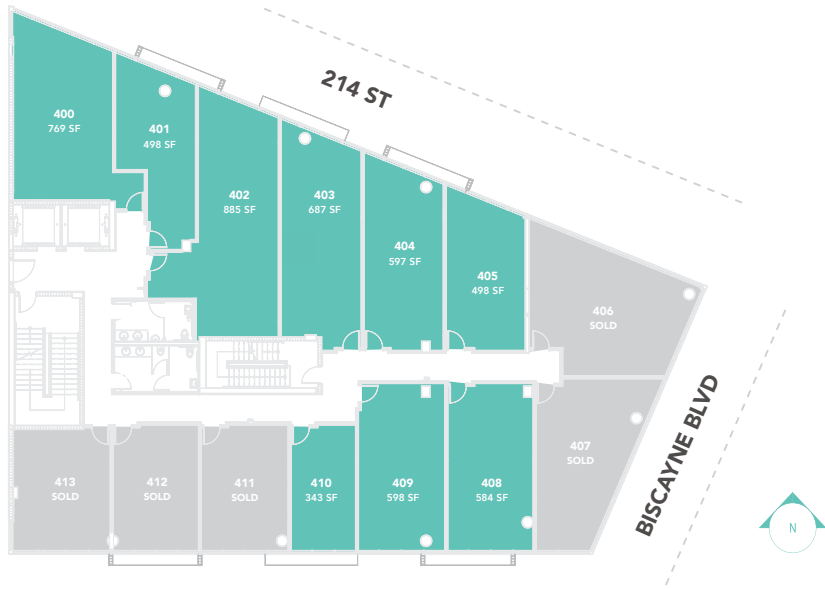 214 ST
400
769 SF
401
498 SF
402
885 SF
403
687 SF
404
597 SF
405
498 SF
406
SOLD
BISCAYNE BLVD
407
SOLD
413
SOLD
412
SOLD
411
SOLD
410
343 SF
409
598 SF
408
584 SF
N